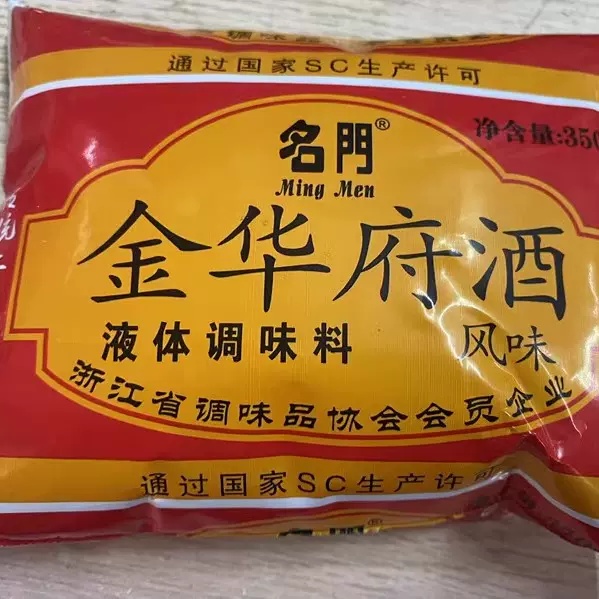 通过国家SC生产许可
净含量:350
名門®
Ming Men
金华府酒
液体调味料 风味
浙江省调味品协会会员企业
通过国家SC生产许可